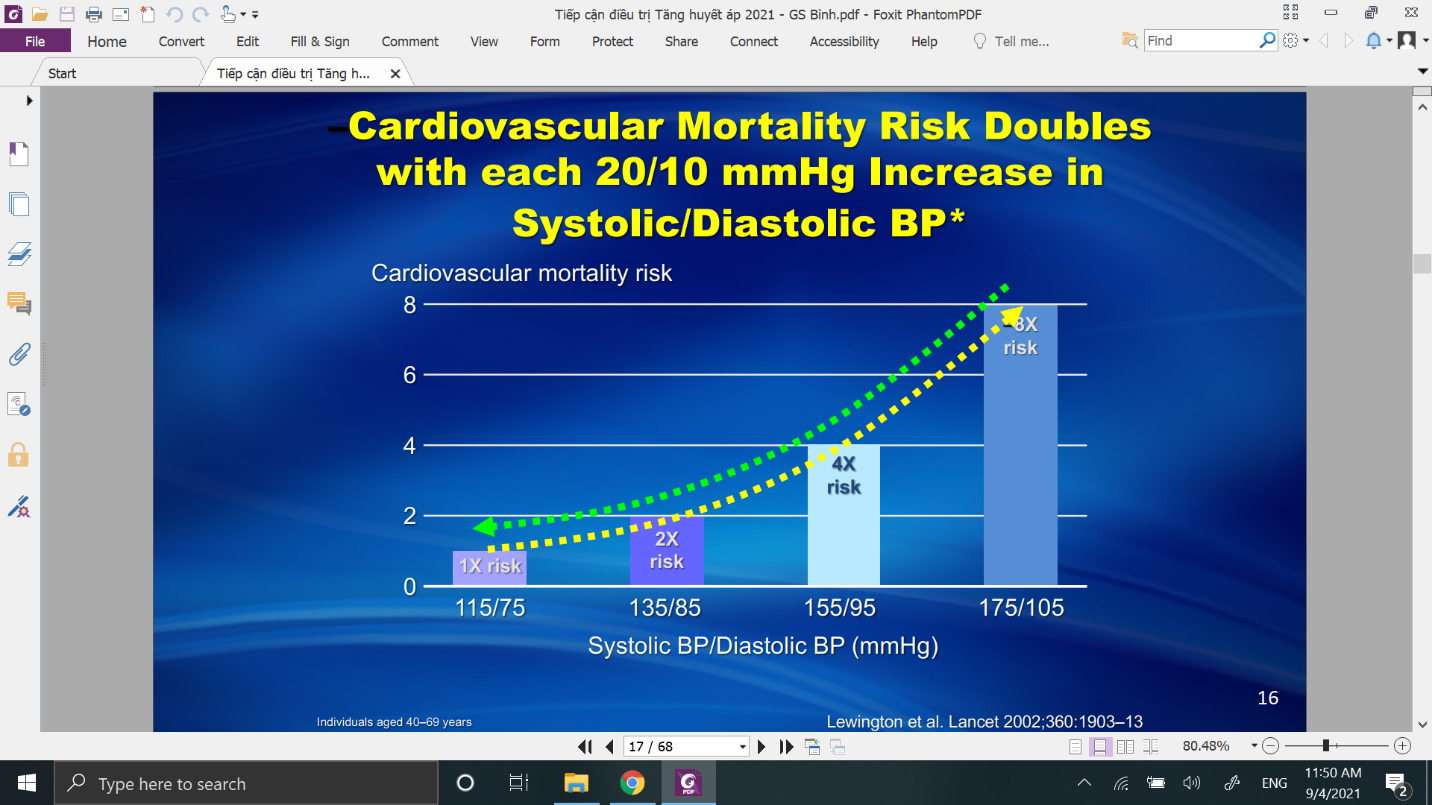 Tiếp cận điều trị Tăng huyết áp 2021 - GS Binh.pdf - Foxit PhantomPDF
File Home Convert Edit Fill & Sign Comment View Form Protect Share Connect Accessibility Help Tell me... Find
Start Tiếp cận điều trị Tăng h...
–Cardiovascular Mortality Risk Doubles
with each 20/10 mmHg Increase in
Systolic/Diastolic BP*
Cardiovascular mortality risk
8
8X
risk
6
4
4X
risk
2
2X
risk
1X risk
0
115/75 135/85 155/95 175/105
Systolic BP/Diastolic BP (mmHg)
16
Individuals aged 40–69 years Lewington et al. Lancet 2002;360:1903–13
17 / 68 80.48%
Type here to search PDF ENG 11:50 AM
9/4/2021 2